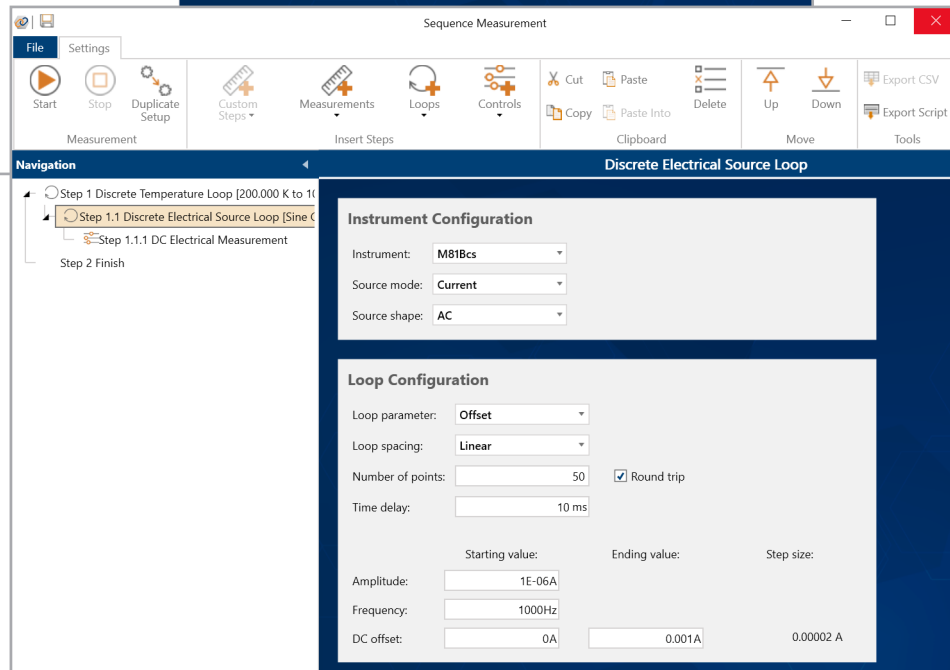 Sequence Measurement
File Settings
Start Stop Duplicate Setup Custom Steps Measurements Loops Controls Cut Paste Copy Paste Into Delete Up Down Export CSV Export Script
Measurement Insert Steps Clipboard Move Tools
Navigation
Discrete Electrical Source Loop
Step 1 Discrete Temperature Loop [200.000 K to 10
Step 1.1 Discrete Electrical Source Loop [Sine
Step 1.1.1 DC Electrical Measurement
Step 2 Finish
Instrument Configuration
Instrument: M81Bcs
Source mode: Current
Source shape: AC
Loop Configuration
Loop parameter: Offset
Loop spacing: Linear
Number of points: 50 Round trip
Time delay: 10 ms
Starting value: Ending value: Step size:
Amplitude: 1E-06A
Frequency: 1000Hz
DC offset: 0A 0.001A 0.00002 A